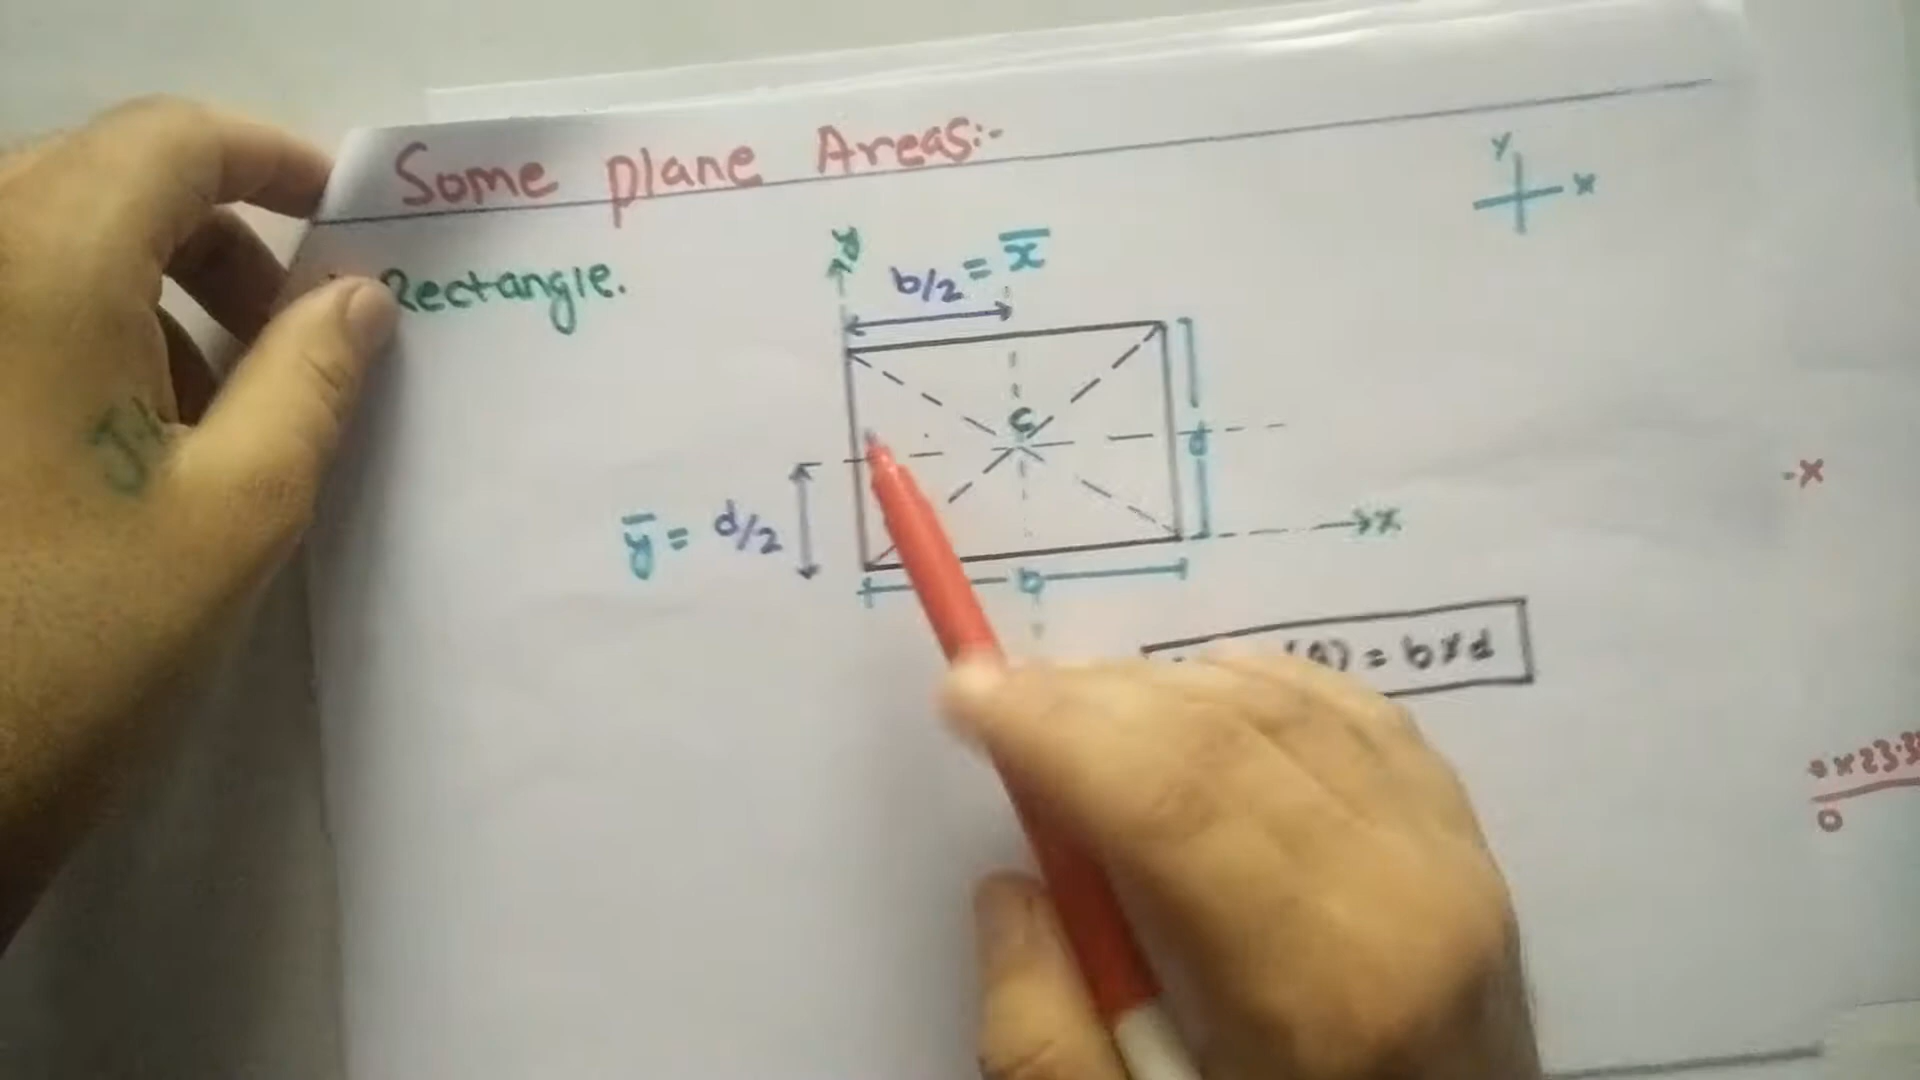 Some plane Areas:-
Y
X
Rectangle.
y
b/2 = x̅
c
d
y̅ = d/2
x
b
= b x d
-X